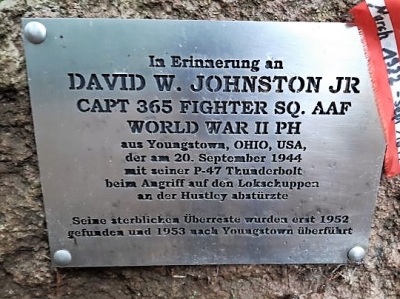 In Erinnerung an
DAVID W. JOHNSTON JR
CAPT 365 FIGHTER SQ. AAF
WORLD WAR II PH
aus Youngstown, OHIO, USA,
der am 20. September 1944
mit seiner P-47 Thunderbolt
beim Angriff auf den Lokschuppen
an der Hustley abstürzte
Seine sterblichen Überreste wurden erst 1952
gefunden und 1953 nach Youngstown überführt
March